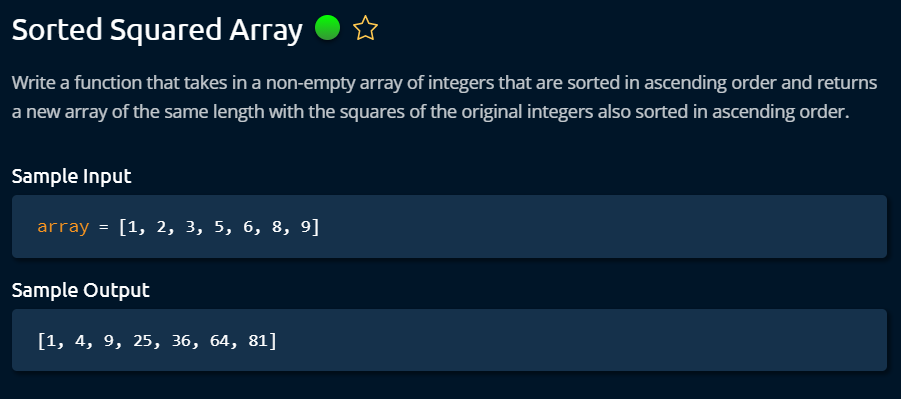 Sorted Squared Array
Write a function that takes in a non-empty array of integers that are sorted in ascending order and returns
a new array of the same length with the squares of the original integers also sorted in ascending order.
Sample Input
array = [1, 2, 3, 5, 6, 8, 9]
Sample Output
[1, 4, 9, 25, 36, 64, 81]